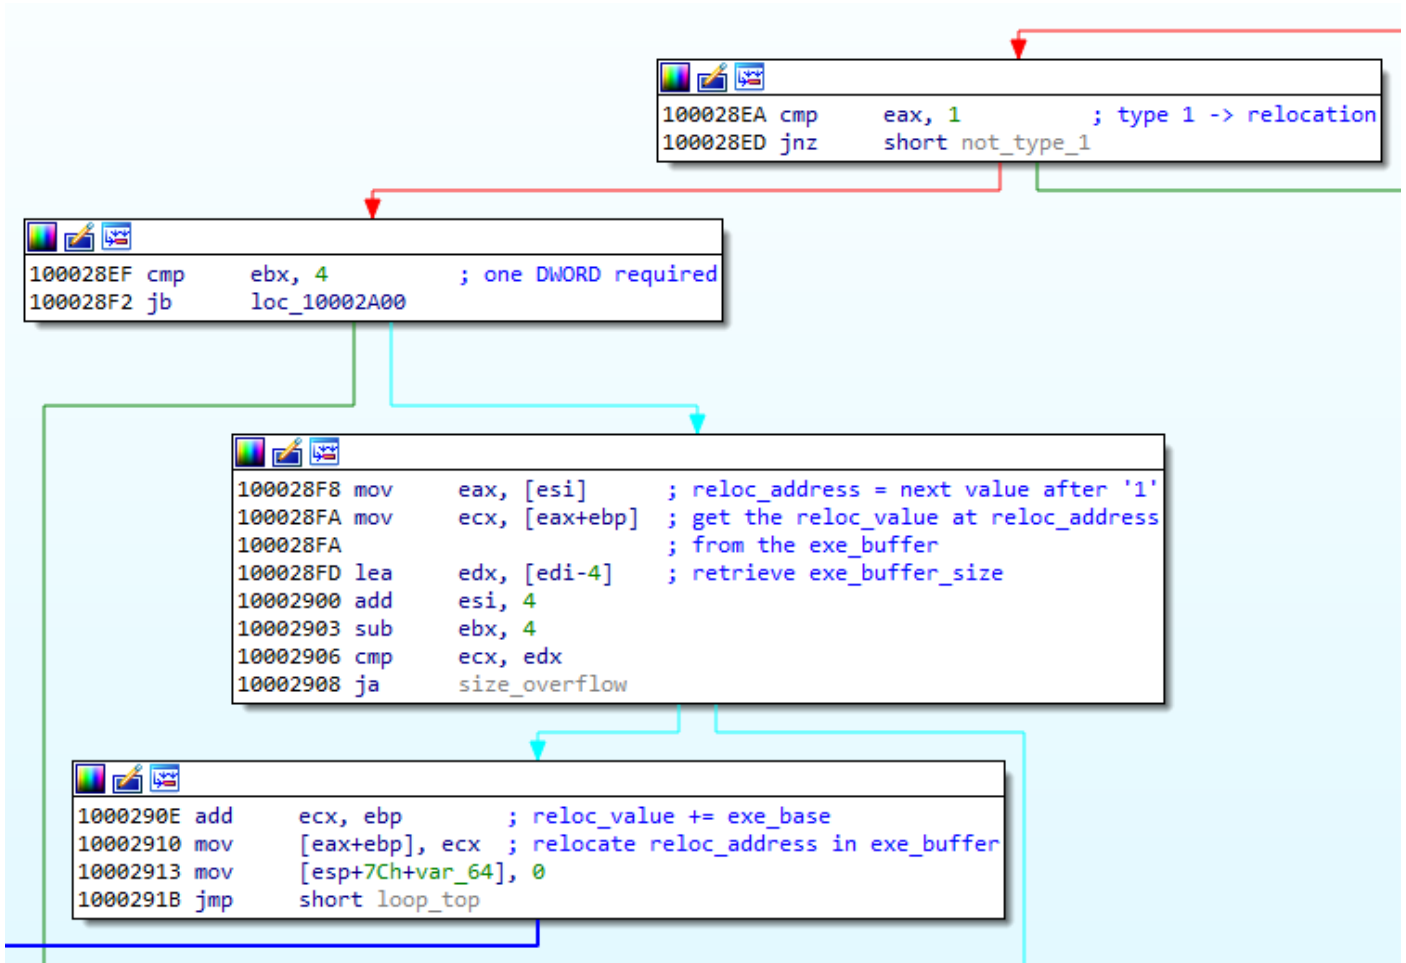 100028EA cmp eax, 1 ; type 1 -> relocation
100028ED jnz short not_type_1
100028EF cmp ebx, 4 ; one DWORD required
100028F2 jb loc_10002A00
100028F8 mov eax, [esi] ; reloc_address = next value after '1'
100028FA mov ecx, [eax+ebp] ; get the reloc_value at reloc_address
100028FA ; from the exe_buffer
100028FD lea edx, [edi-4] ; retrieve exe_buffer_size
10002900 add esi, 4
10002903 sub ebx, 4
10002906 cmp ecx, edx
10002908 ja size_overflow
1000290E add ecx, ebp ; reloc_value += exe_base
10002910 mov [eax+ebp], ecx ; relocate reloc_address in exe_buffer
10002913 mov [esp+7Ch+var_64], 0
1000291B jmp short loop_top